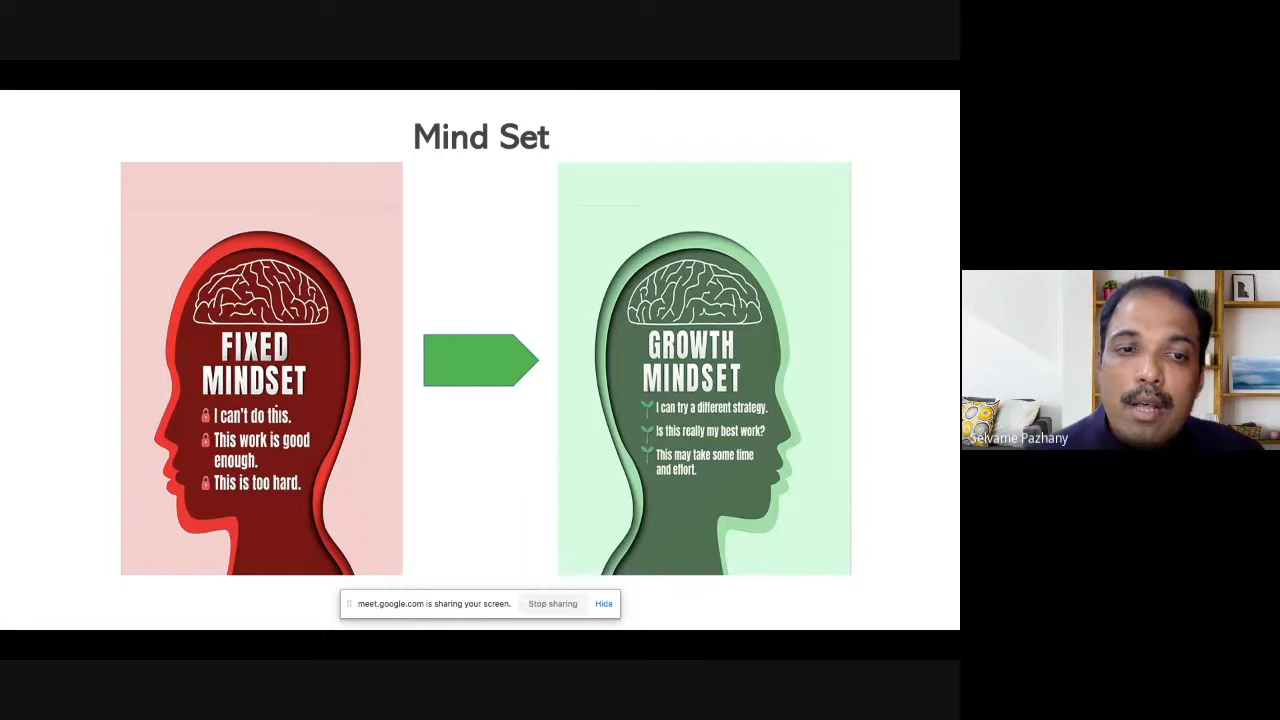 Mind Set
FIXED
MINDSET
I can't do this.
This work is good
enough.
This is too hard.
GROWTH
MINDSET
I can try a different strategy.
Is this really my best work?
This may take some time
and effort.
meet.google.com is sharing your screen. Stop sharing Hide
Selvame Pazhany